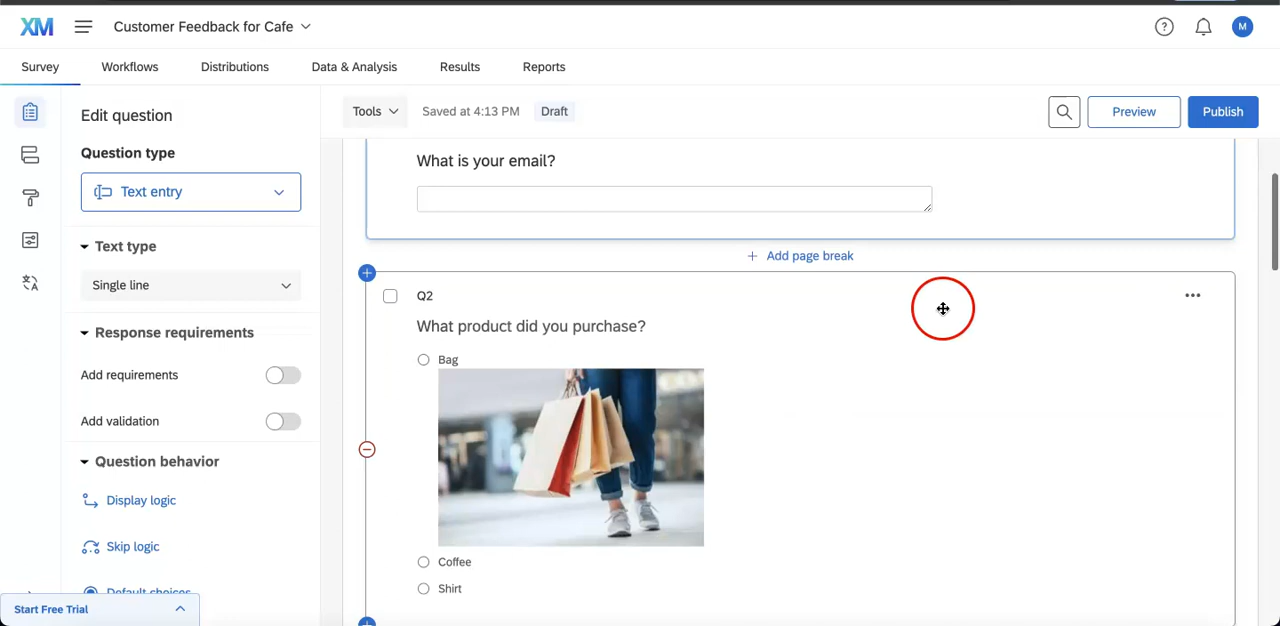 XM
Customer Feedback for Cafe
M
Survey
Workflows
Distributions
Data & Analysis
Results
Reports
Edit question
Tools
Saved at 4:13 PM
Draft
Preview
Publish
Question type
Text entry
Text type
Single line
Response requirements
Add requirements
Add validation
Question behavior
Display logic
Skip logic
Default choices
Start Free Trial
What is your email?
Add page break
Q2
What product did you purchase?
Bag
Coffee
Shirt